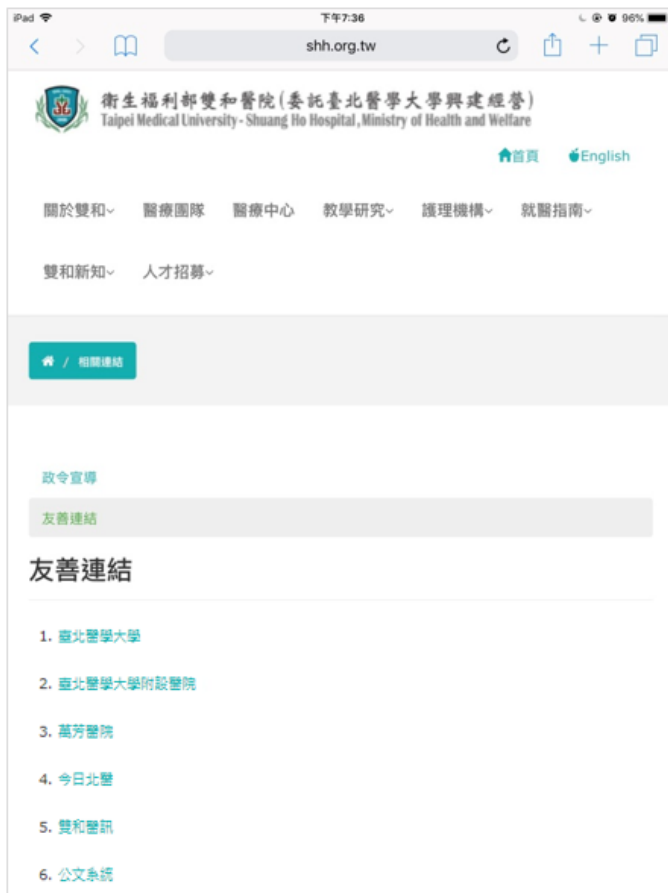 iPad 下午7:36 96%
shh.org.tw
衛生福利部雙和醫院(委託臺北醫學大學興建經營)
Taipei Medical University - Shuang Ho Hospital, Ministry of Health and Welfare
首頁 English
關於雙和 醫療團隊 醫療中心 教學研究 護理機構 就醫指南
雙和新知 人才招募
/ 相關連結
政令宣導
友善連結
友善連結
1. 臺北醫學大學
2. 臺北醫學大學附設醫院
3. 萬芳醫院
4. 今日北醫
5. 雙和醫訊
6. 公文系統